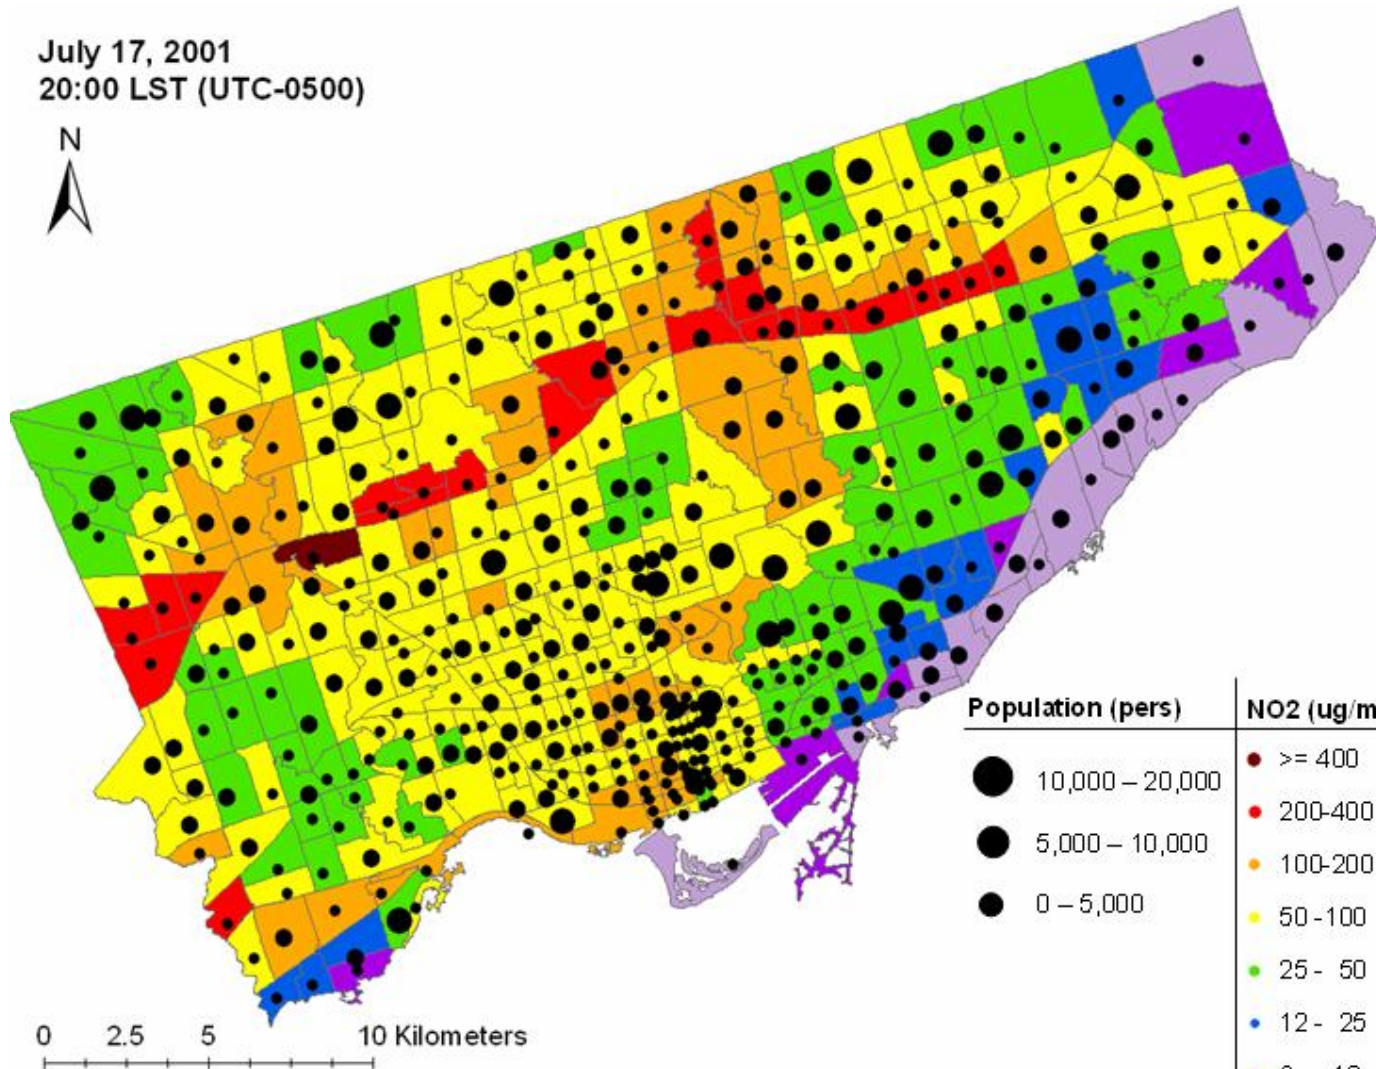 July 17, 2001
20:00 LST (UTC-0500)
N
Population (pers)
10,000 – 20,000
5,000 – 10,000
0 – 5,000
NO2 (ug/m
>= 400
200-400
100-200
50 -100
25 - 50
12 - 25
0 2.5 5 10 Kilometers